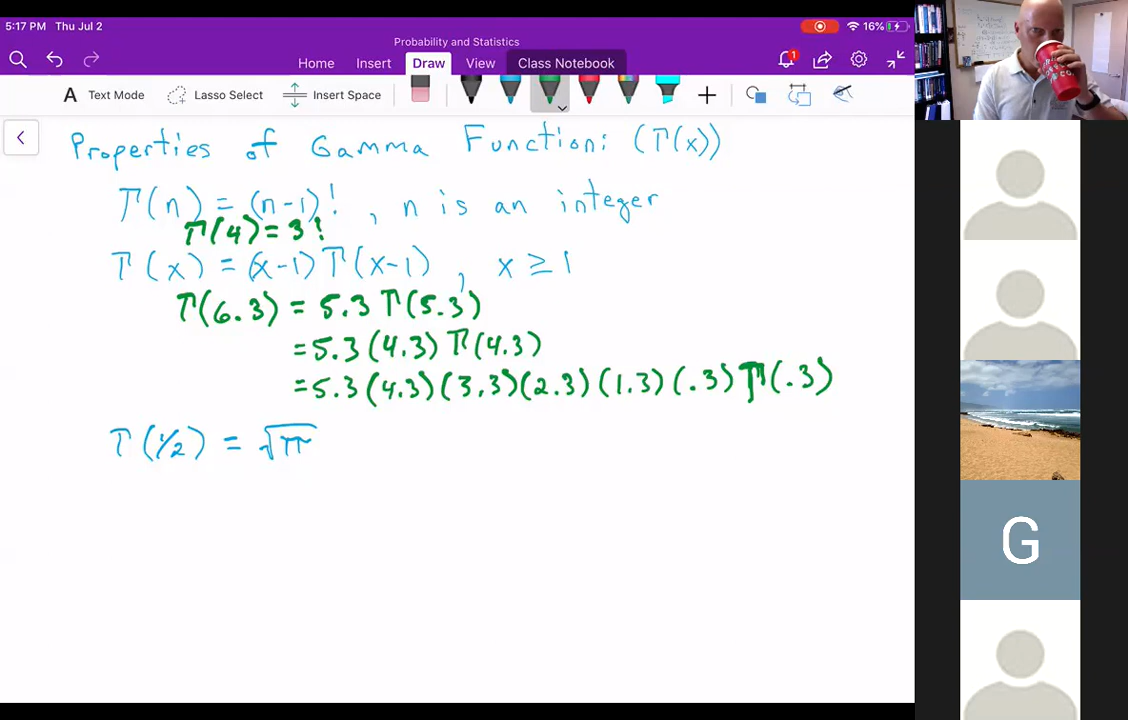 5:17 PM Thu Jul 2
16%
Probability and Statistics
Home Insert Draw View Class Notebook
1
A Text Mode Lasso Select Insert Space
Properties of Gamma Function: (Γ(x))
Γ(n) = (n-1)! , n is an integer
Γ(4) = 3!
Γ(x) = (x-1) Γ(x-1) , x ≥ 1
Γ(6.3) = 5.3 Γ(5.3)
= 5.3 (4.3) Γ(4.3)
= 5.3 (4.3) (3.3) (2.3) (1.3) (.3) Γ(.3)
Γ(1/2) = √π
G